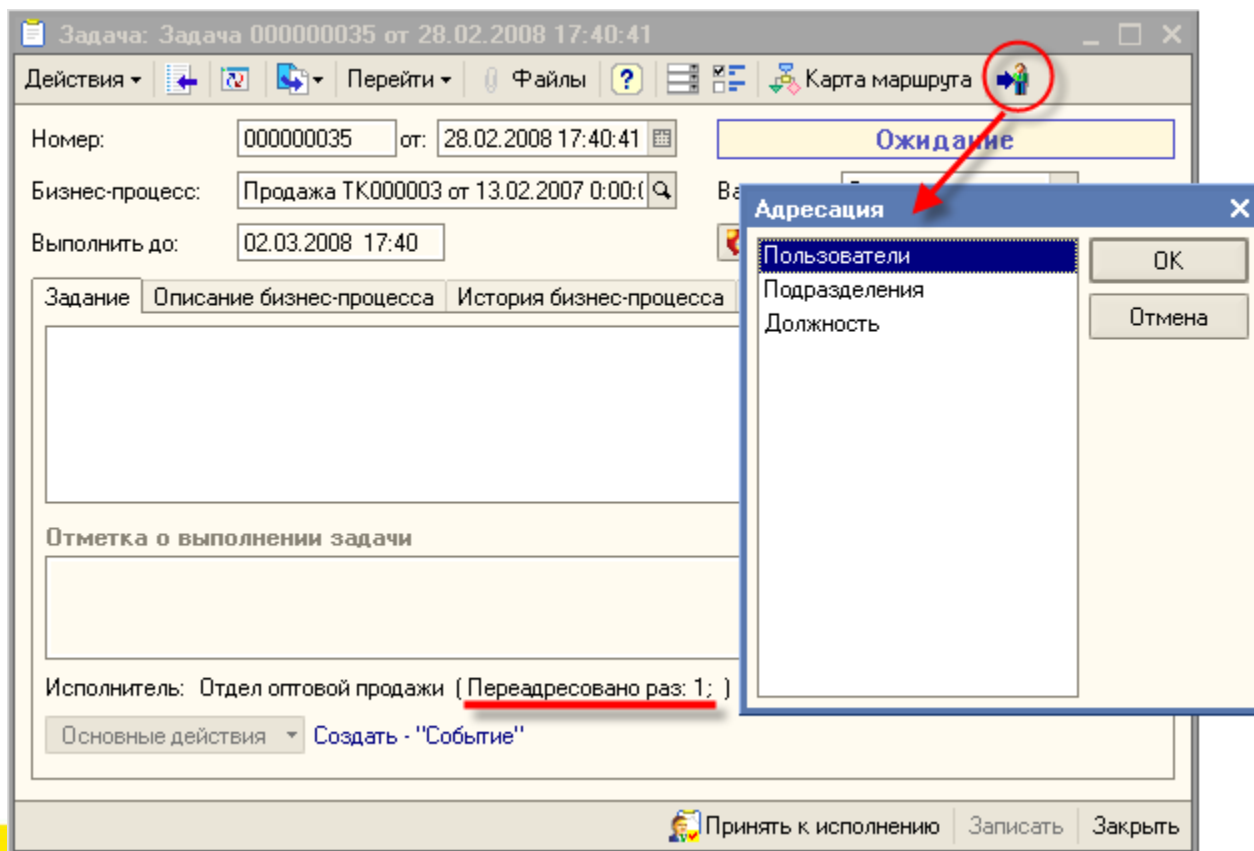 Задача: Задача 000000035 от 28.02.2008 17:40:41
Действия Перейти Файлы ? Карта маршрута
Номер: 000000035 от: 28.02.2008 17:40:41 Ожидание
Бизнес-процесс: Продажа ТК000003 от 13.02.2007 0:00:(
Выполнить до: 02.03.2008 17:40
Задание Описание бизнес-процесса История бизнес-процесса
Отметка о выполнении задачи
Исполнитель: Отдел оптовой продажи ( Переадресовано раз: 1; )
Основные действия Создать - "Событие"
Принять к исполнению Записать Закрыть
Адресация
Пользователи
Подразделения
Должность
OK
Отмена